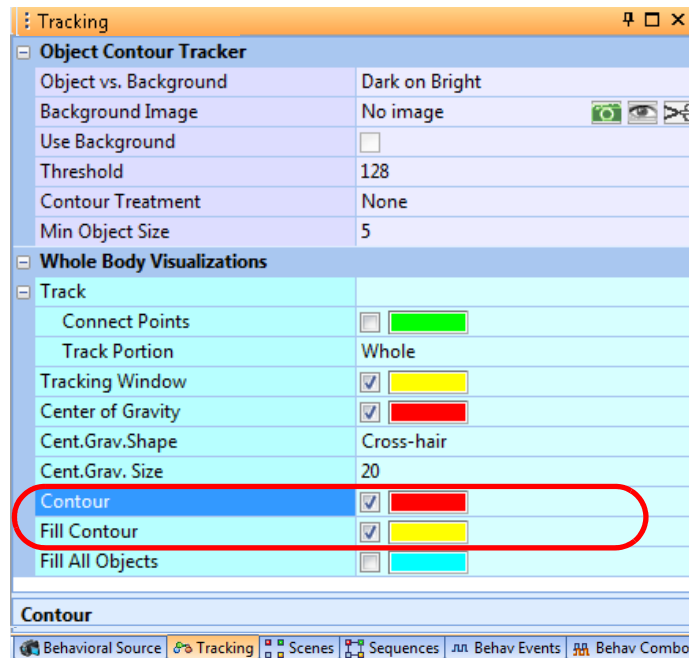 Tracking
Object Contour Tracker
Object vs. Background Dark on Bright
Background Image No image
Use Background
Threshold 128
Contour Treatment None
Min Object Size 5
Whole Body Visualizations
Track
Connect Points
Track Portion Whole
Tracking Window
Center of Gravity
Cent.Grav.Shape Cross-hair
Cent.Grav. Size 20
Contour
Fill Contour
Fill All Objects
Contour
Behavioral Source Tracking Scenes Sequences Behav Events Behav Combo